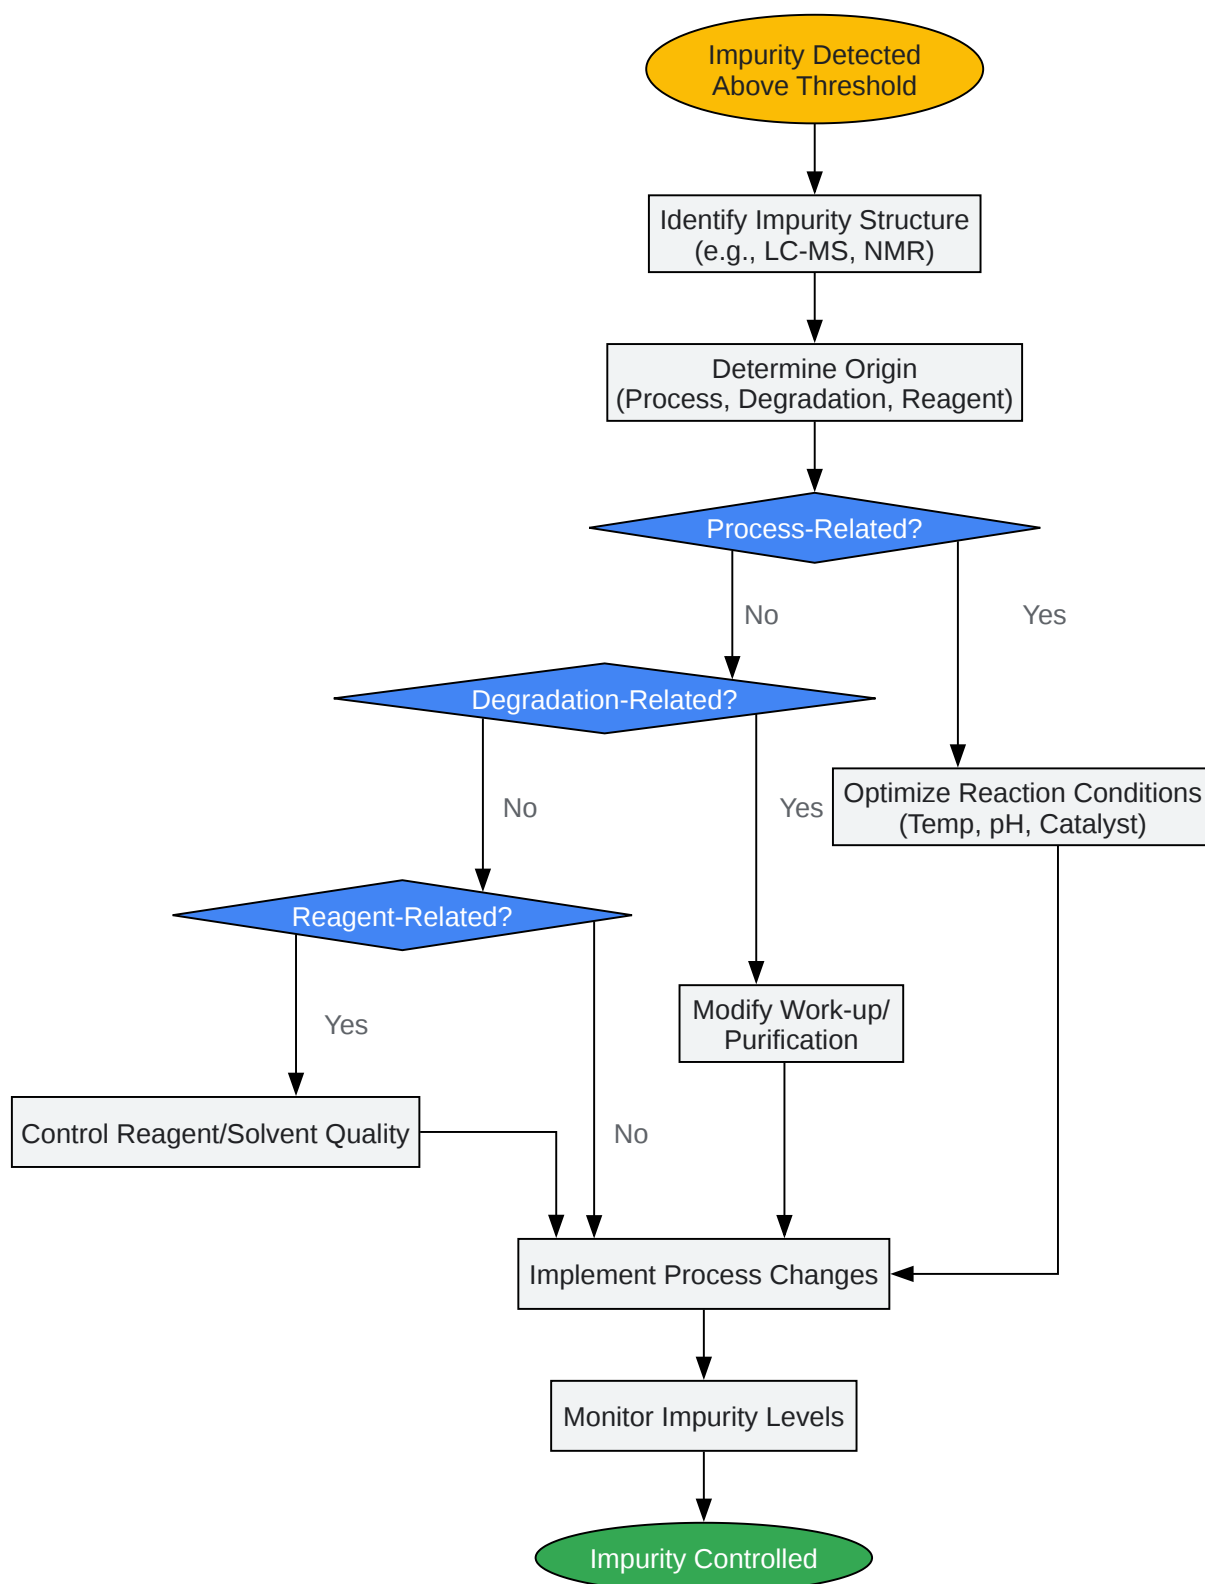 Impurity Detected
Above Threshold
Identify Impurity Structure
(e.g., LC-MS, NMR)
Determine Origin
(Process, Degradation, Reagent)
Process-Related?
No
Yes
Degradation-Related?
No
Yes
Optimize Reaction Conditions
(Temp, pH, Catalyst)
Reagent-Related?
Yes
No
Modify Work-up/
Purification
Control Reagent/Solvent Quality
Implement Process Changes
Monitor Impurity Levels
Impurity Controlled